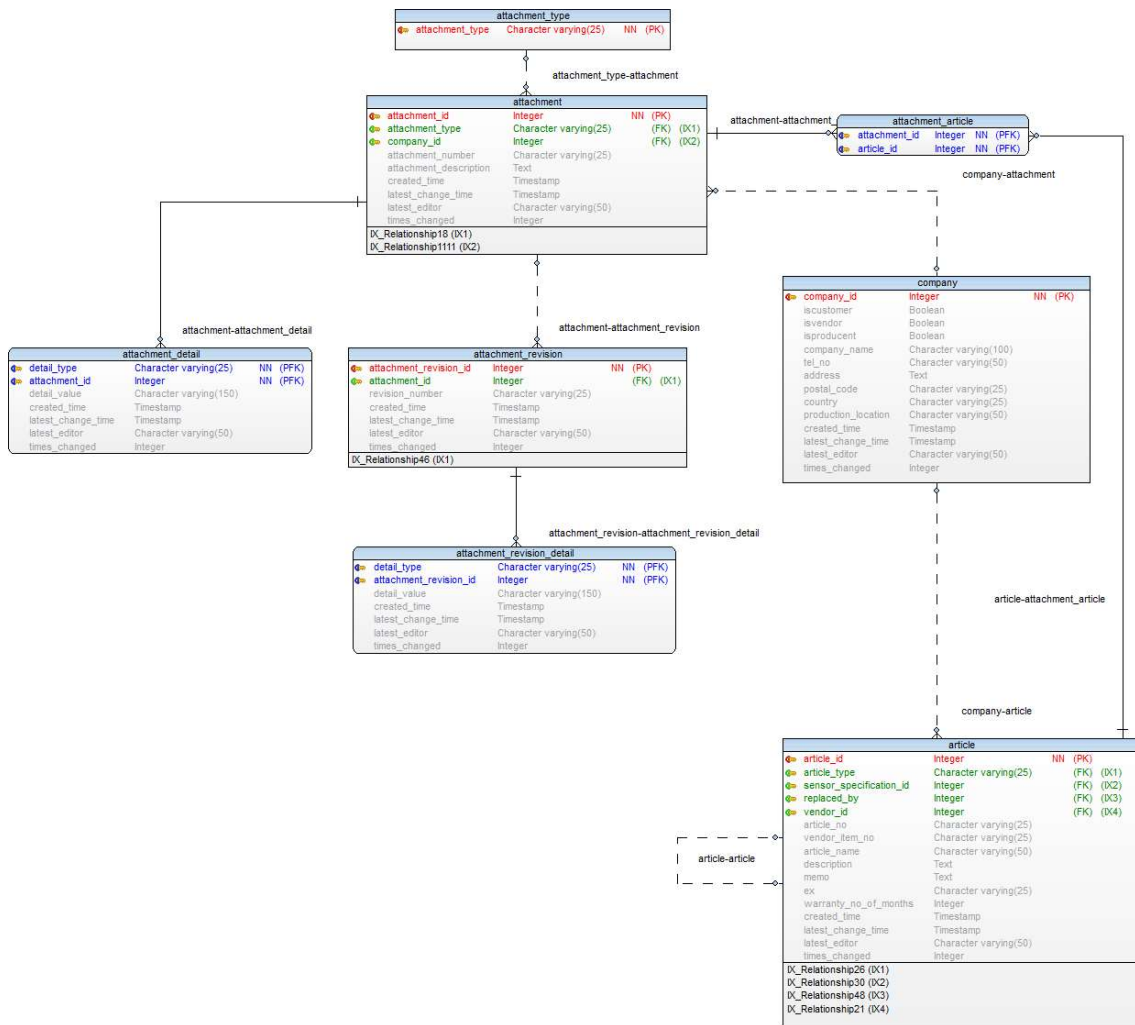 attachment_type
attachment_type Character varying(25) NN (PK)
attachment_type-attachment
attachment
attachment_id Integer NN (PK)
attachment_type Character varying(25) (FK) (IX1)
company_id Integer (FK) (IX2)
attachment_number Character varying(25)
attachment_description Text
created_time Timestamp
latest_change_time Timestamp
latest_editor Character varying(50)
times_changed Integer
IX_Relationship18 (IX1)
IX_Relationship1111 (IX2)
attachment-attachment_
attachment_article
attachment_id Integer NN (PFK)
article_id Integer NN (PFK)
company-attachment
company
company_id Integer NN (PK)
iscustomer Boolean
isvendor Boolean
isproducent Boolean
company_name Character varying(100)
tel_no Character varying(50)
address Text
postal_code Character varying(25)
country Character varying(25)
production_location Character varying(50)
created_time Timestamp
latest_change_time Timestamp
latest_editor Character varying(50)
times_changed Integer
attachment-attachment_detail
attachment_detail
detail_type Character varying(25) NN (PFK)
attachment_id Integer NN (PFK)
detail_value Character varying(150)
created_time Timestamp
latest_change_time Timestamp
latest_editor Character varying(50)
times_changed Integer
attachment-attachment_revision
attachment_revision
attachment_revision_id Integer NN (PK)
attachment_id Integer (FK) (IX1)
revision_number Character varying(25)
created_time Timestamp
latest_change_time Timestamp
latest_editor Character varying(50)
times_changed Integer
IX_Relationship46 (IX1)
attachment_revision-attachment_revision_detail
attachment_revision_detail
detail_type Character varying(25) NN (PFK)
attachment_revision_id Integer NN (PFK)
detail_value Character varying(150)
created_time Timestamp
latest_change_time Timestamp
latest_editor Character varying(50)
times_changed Integer
article-attachment_article
company-article
article
article_id Integer NN (PK)
article_type Character varying(25) (FK) (IX1)
sensor_specification_id Integer (FK) (IX2)
replaced_by Integer (FK) (IX3)
vendor_id Integer (FK) (IX4)
article_no Character varying(25)
vendor_item_no Character varying(25)
article_name Character varying(50)
description Text
memo Text
ex Character varying(25)
warranty_no_of_months Integer
created_time Timestamp
latest_change_time Timestamp
latest_editor Character varying(50)
times_changed Integer
IX_Relationship26 (IX1)
IX_Relationship30 (IX2)
IX_Relationship48 (IX3)
IX_Relationship21 (IX4)
article-article